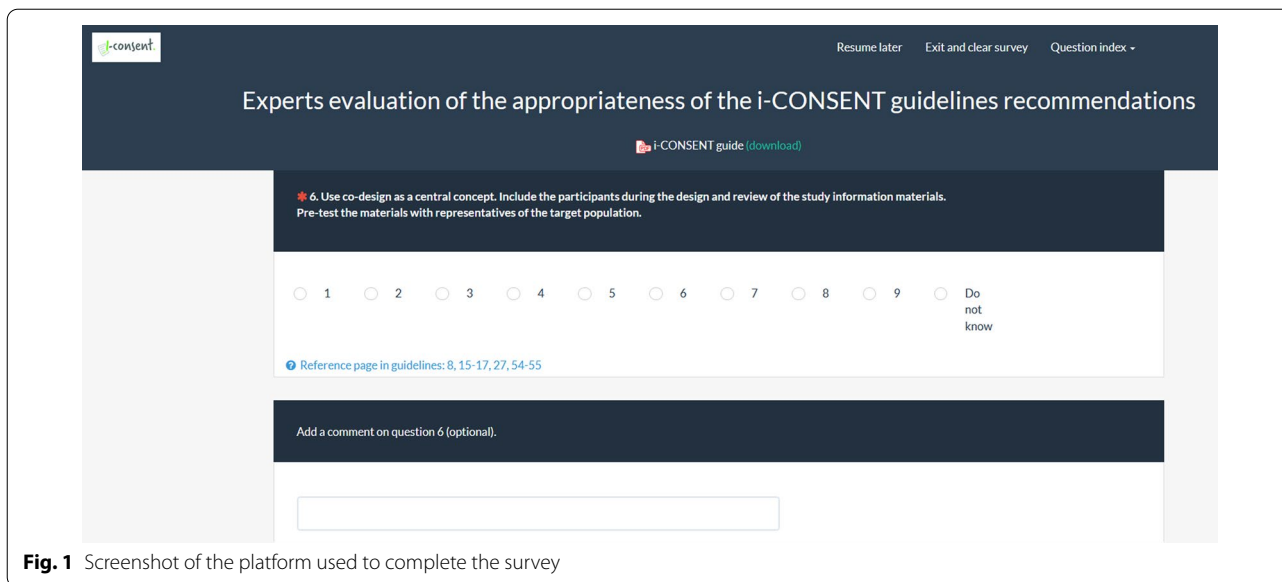 i-consent.
Resume later Exit and clear survey Question index
Experts evaluation of the appropriateness of the i-CONSENT guidelines recommendations
i-CONSENT guide (download)
* 6. Use co-design as a central concept. Include the participants during the design and review of the study information materials.
Pre-test the materials with representatives of the target population.
1 2 3 4 5 6 7 8 9 Do
not
know
Reference page in guidelines: 8, 15-17, 27, 54-55
Add a comment on question 6 (optional).
Fig. 1 Screenshot of the platform used to complete the survey